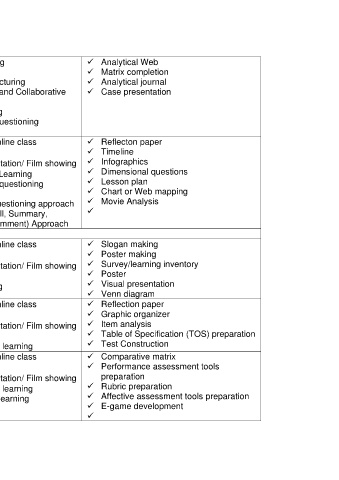 g
✓ Analytical Web
✓ Matrix completion
cturing
✓ Analytical journal
and Collaborative
✓ Case presentation
g
uestioning
line class
✓ Reflecton paper
✓ Timeline
tation/ Film showing
✓ Infographics
Learning
✓ Dimensional questions
questioning
✓ Lesson plan
✓ Chart or Web mapping
estioning approach
✓ Movie Analysis
ll, Summary,
✓
mment) Approach
line class
✓ Slogan making
✓ Poster making
tation/ Film showing
✓ Survey/learning inventory
✓ Poster
g
✓ Visual presentation
✓ Venn diagram
line class
✓ Reflection paper
✓ Graphic organizer
tation/ Film showing
✓ Item analysis
✓ Table of Specification (TOS) preparation
learning
✓ Test Construction
line class
✓ Comparative matrix
✓ Performance assessment tools
tation/ Film showing
preparation
learning
✓ Rubric preparation
earning
✓ Affective assessment tools preparation
✓ E-game development
✓